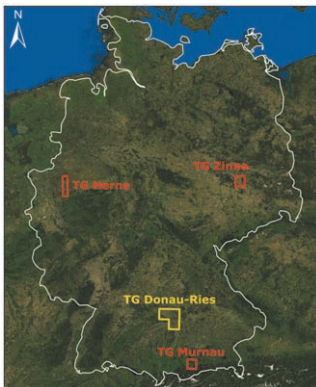 N
TG Zinna
TG Herne
TG Donau-Ries
TG Murnau